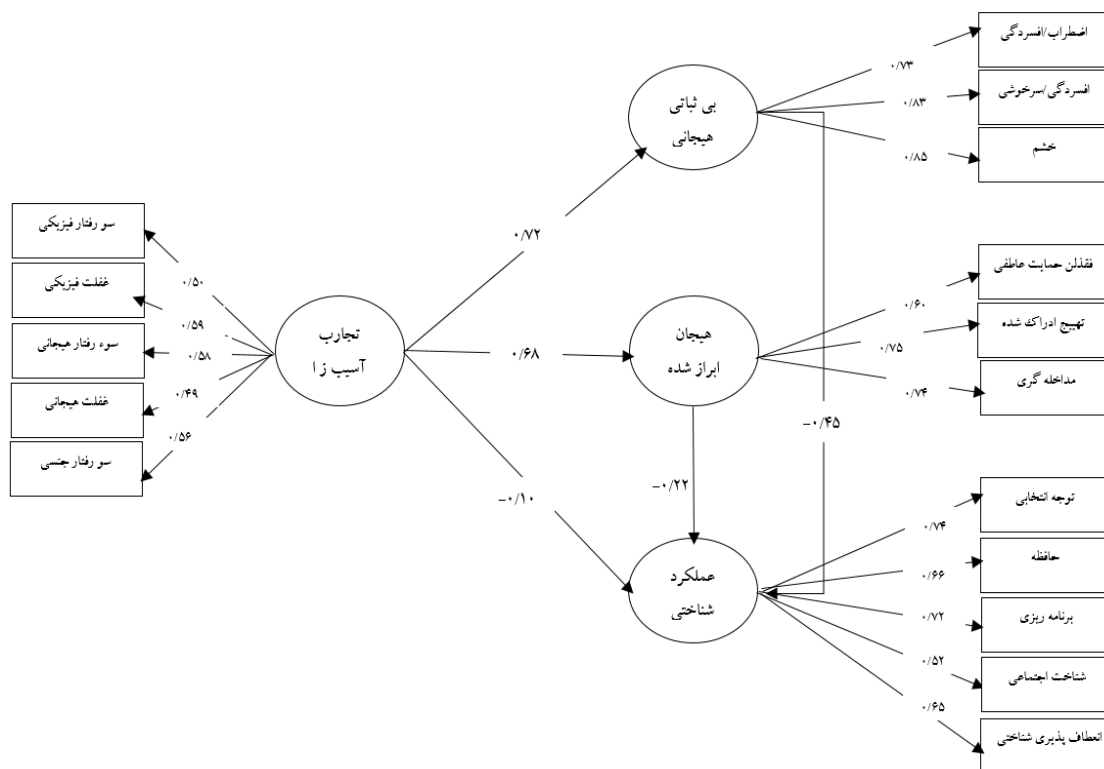 اضطراب/افسردگی
۰/۷۳
بی ثباتی
هیجانی
افسردگی/سرخوشی
۰/۸۳
خشم
۰/۸۵
سو رفتار فیزیکی
۰/۵۰
۰/۷۲
غفلت فیزیکی
۰/۵۹
فقذلن حمایت عاطفی
۰/۶۰
تجارب
آسیب ز ا
هیجان
ابراز شده
تهییج ادراک شده
۰/۷۵
سوء رفتار هیجانی
۰/۵۸
۰/۶۸
مداخله گری
۰/۷۴
غفلت هیجانی
۰/۴۹
-۰/۴۵
سو رفتار جنسی
۰/۵۶
-۰/۱۰
-۰/۲۲
توجه انتخابی
۰/۷۴
عملکرد
شناختی
حافظه
۰/۶۶
برنامه ریزی
۰/۷۲
شناخت اجتماعی
۰/۵۲
انعطاف پذیری شناختی
۰/۶۵